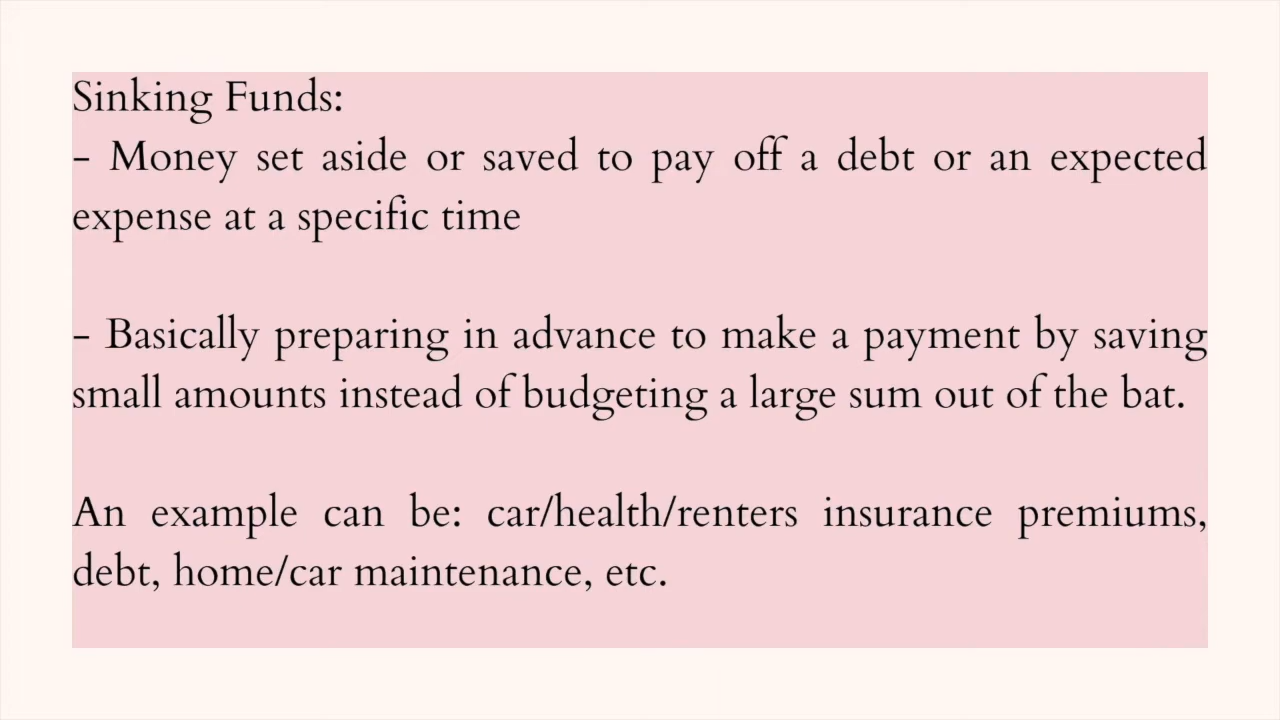 Sinking Funds:
- Money set aside or saved to pay off a debt or an expected
expense at a specific time
- Basically preparing in advance to make a payment by saving
small amounts instead of budgeting a large sum out of the bat.
An example can be: car/health/renters insurance premiums,
debt, home/car maintenance, etc.